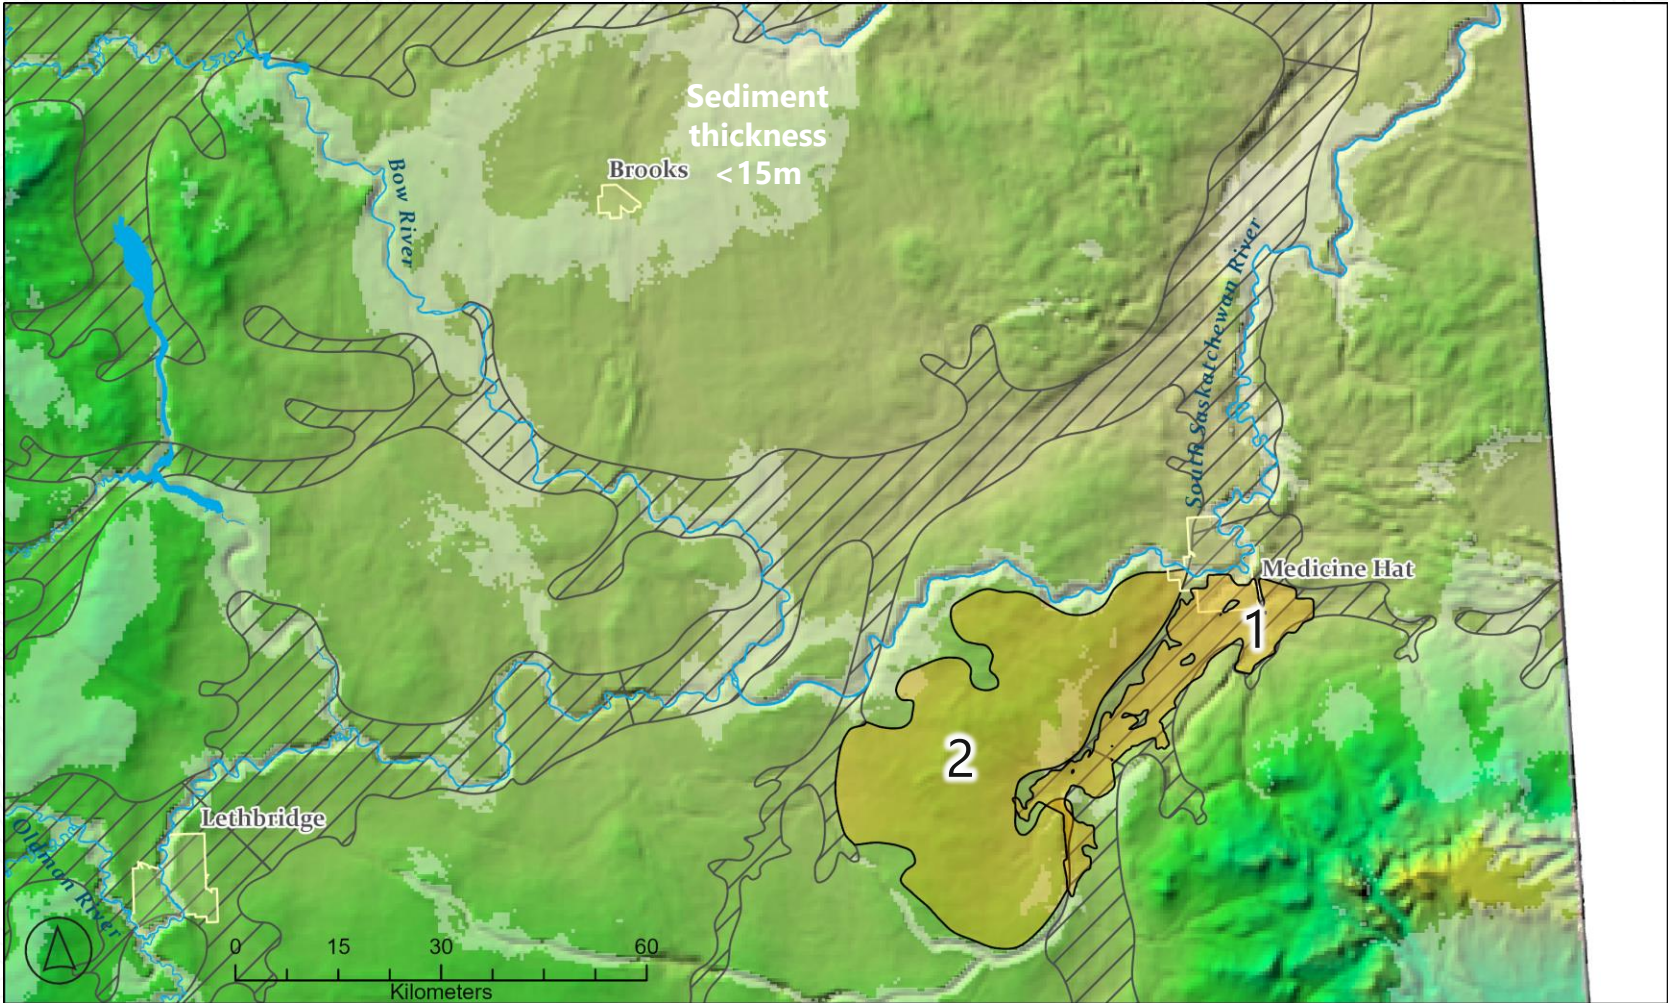 Sediment
thickness
<15m
Brooks
Bow River
South Saskatchewan River
Medicine Hat
1
2
Lethbridge
Oldman River
0 15 30 60
Kilometers